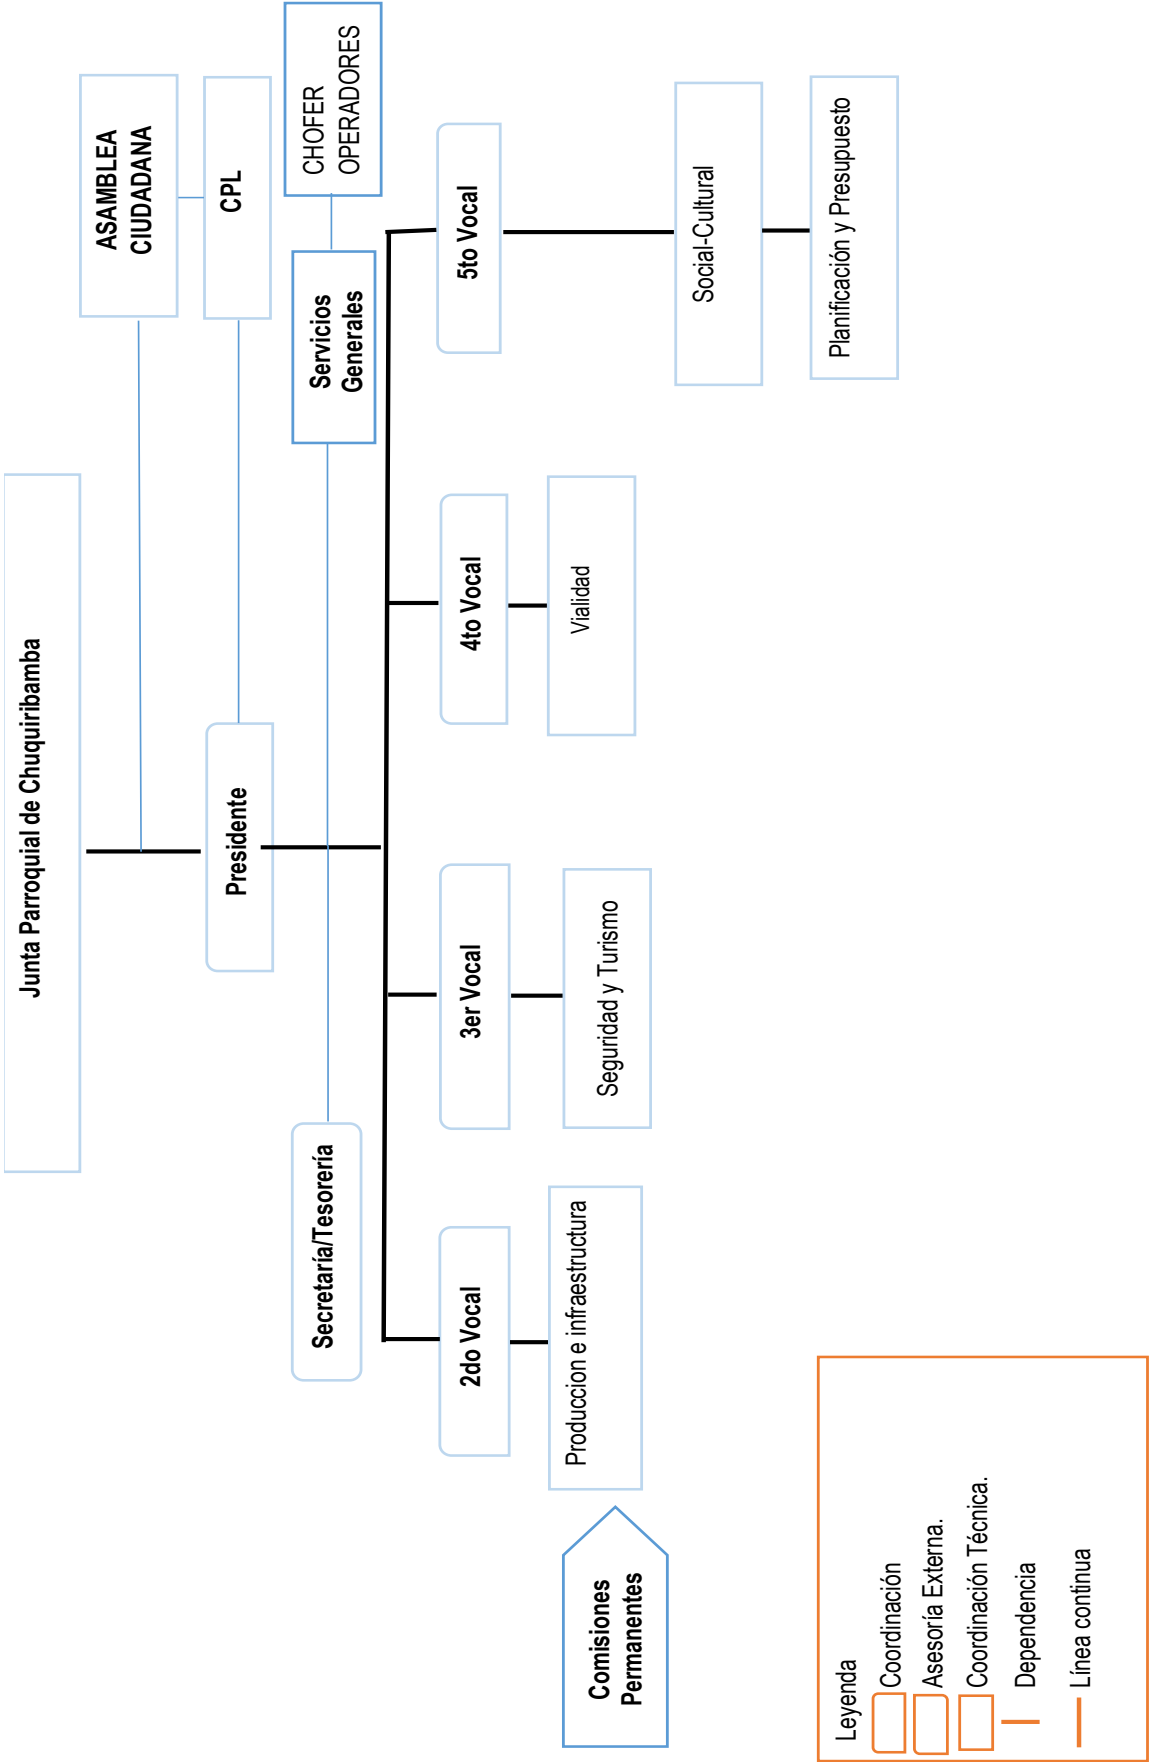 Junta Parroquial de Chuquiribamba
ASAMBLEA
CIUDADANA
Presidente
CPL
Secretaría/Tesorería
Servicios
Generales
CHOFER
OPERADORES
2do Vocal
3er Vocal
4to Vocal
5to Vocal
Comisiones
Permanentes
Produccion e infraestructura
Seguridad y Turismo
Vialidad
Social-Cultural
Planificación y Presupuesto
Leyenda
Coordinación
Asesoría Externa.
Coordinación Técnica.
Dependencia
Línea continua